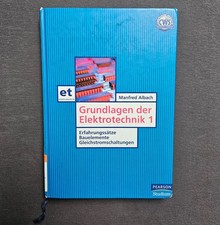 et
Manfred Albach
Grundlagen der
Elektrotechnik 1
Erfahrungssätze
Bauelemente
Gleichstromschaltungen
PEARSON
Studium